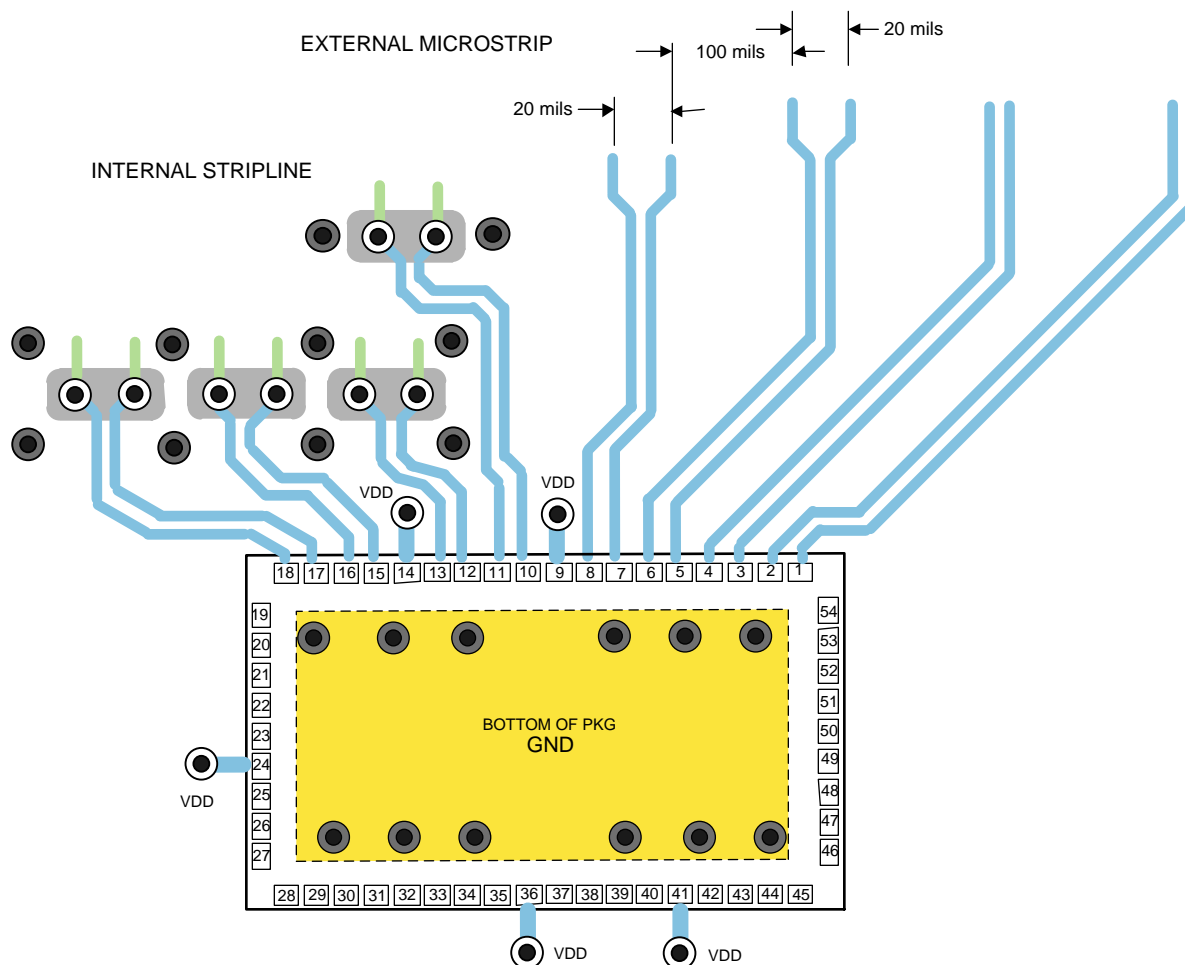 EXTERNAL MICROSTRIP
20 mils
100 mils
20 mils
INTERNAL STRIPLINE
VDD
VDD
18 17 16 15 14 13 12 11 10 9 8 7 6 5 4 3 2 1
19
20
21
22
23
24
25
26
27
VDD
BOTTOM OF PKG
GND
54
53
52
51
50
49
48
47
46
28 29 30 31 32 33 34 35 36 37 38 39 40 41 42 43 44 45
VDD
VDD